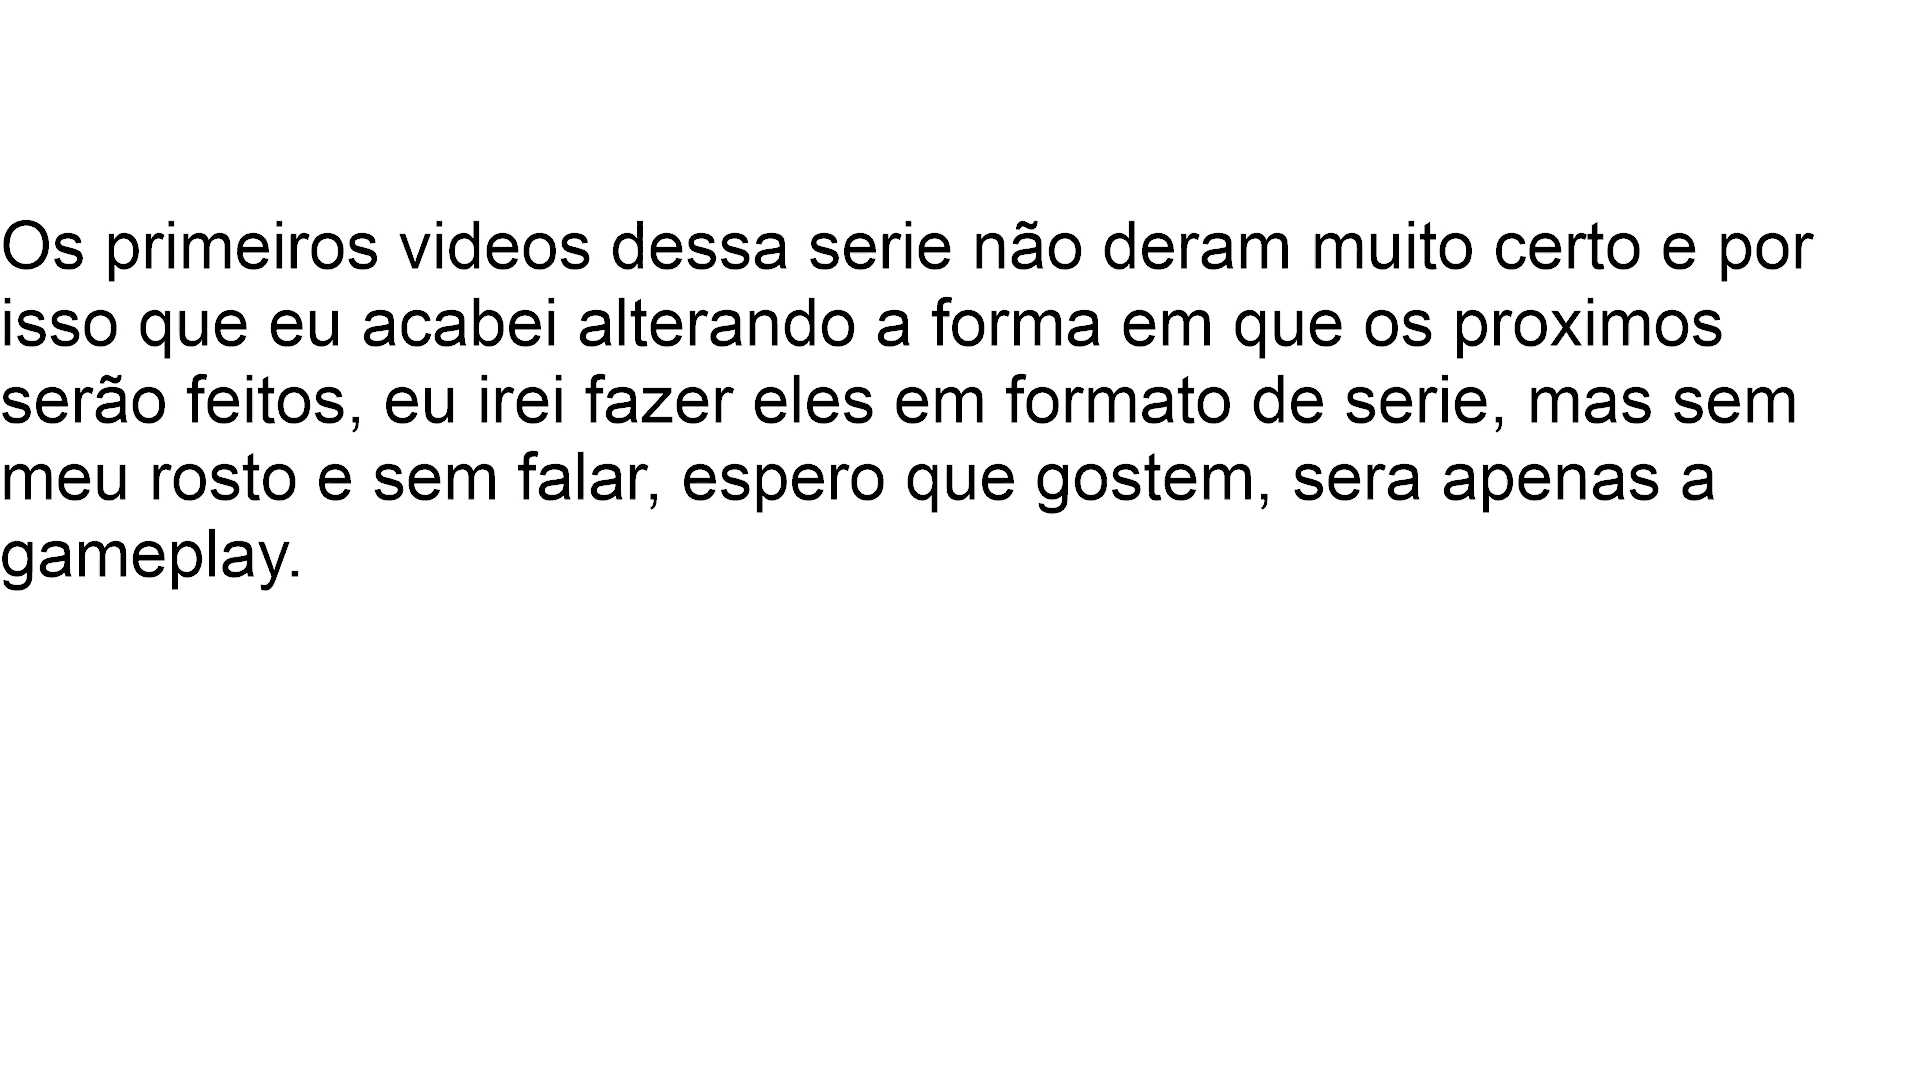 Os primeiros videos dessa serie não deram muito certo e por
isso que eu acabei alterando a forma em que os proximos
serão feitos, eu irei fazer eles em formato de serie, mas sem
meu rosto e sem falar, espero que gostem, sera apenas a
gameplay.